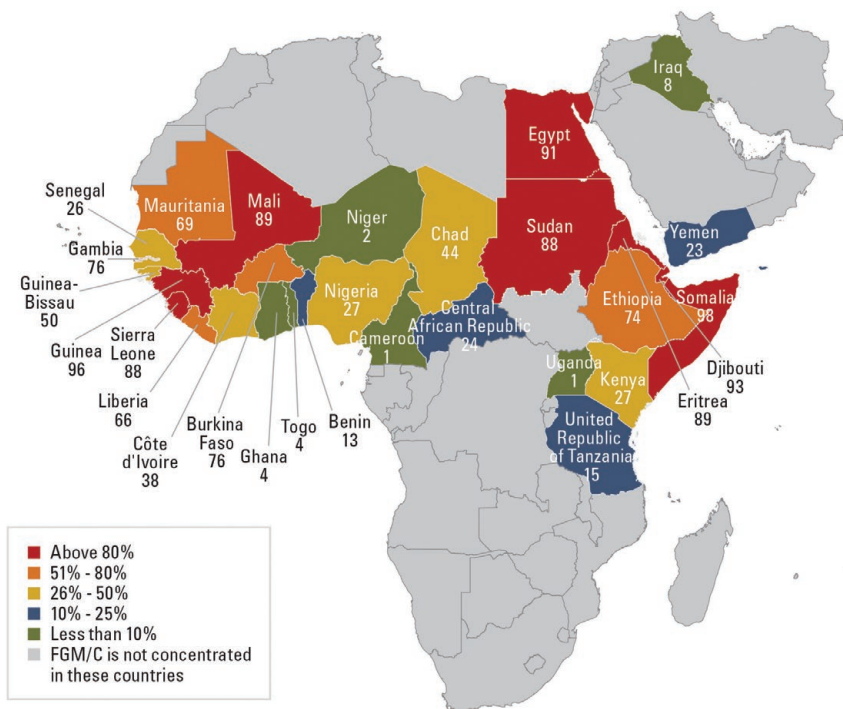 Iraq
8
Egypt
91
Senegal
26
Mauritania
69
Mali
89
Niger
2
Chad
44
Sudan
88
Yemen
23
Gambia
76
Guinea-
Bissau
50
Nigeria
27
Ethiopia
74
Somalia
98
Guinea
96
Sierra
Leone
88
Central
African Republic
24
Cameroon
1
Djibouti
93
Liberia
66
Uganda
1
Kenya
27
Eritrea
89
Côte
d'Ivoire
38
Burkina
Faso
76
Ghana
4
Togo
4
Benin
13
United
Republic
of Tanzania
15
Above 80%
51% - 80%
26% - 50%
10% - 25%
Less than 10%
FGM/C is not concentrated
in these countries